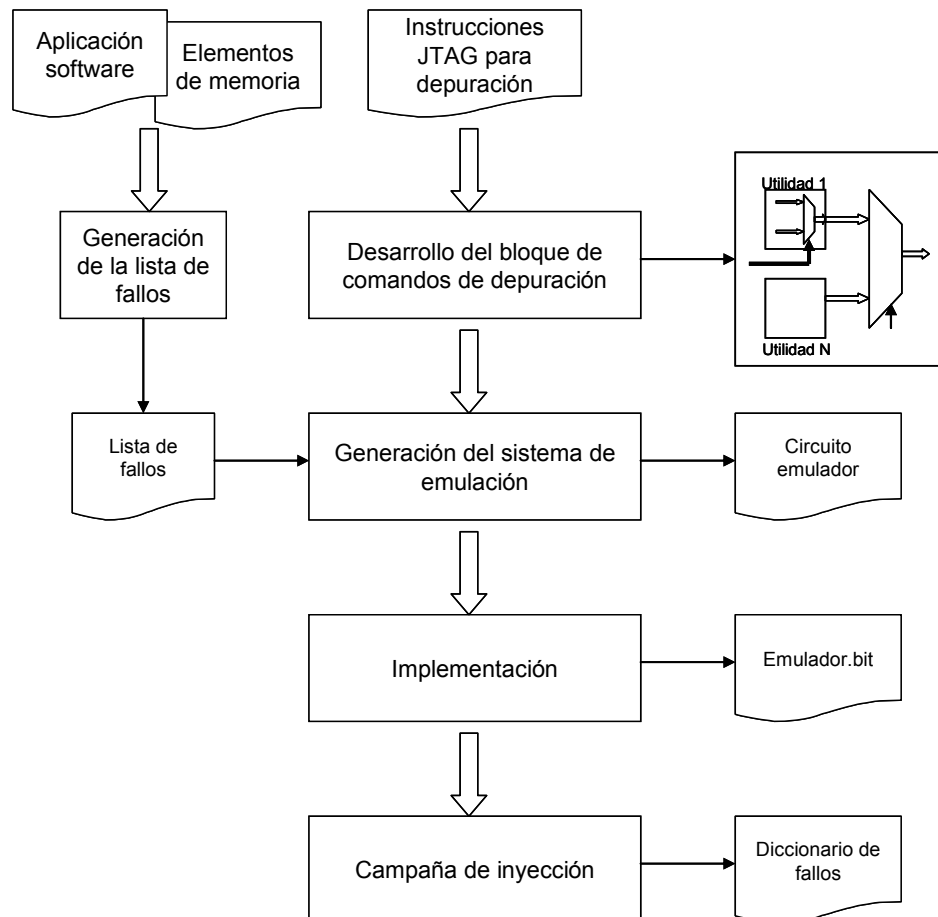 Aplicación
software
Elementos
de memoria
Instrucciones
JTAG para
depuración
Generación
de la lista de
fallos
Desarrollo del bloque de
comandos de depuración
Utilidad 1
Utilidad N
Lista de
fallos
Generación del sistema de
emulación
Circuito
emulador
Implementación
Emulador.bit
Campaña de inyección
Diccionario de
fallos